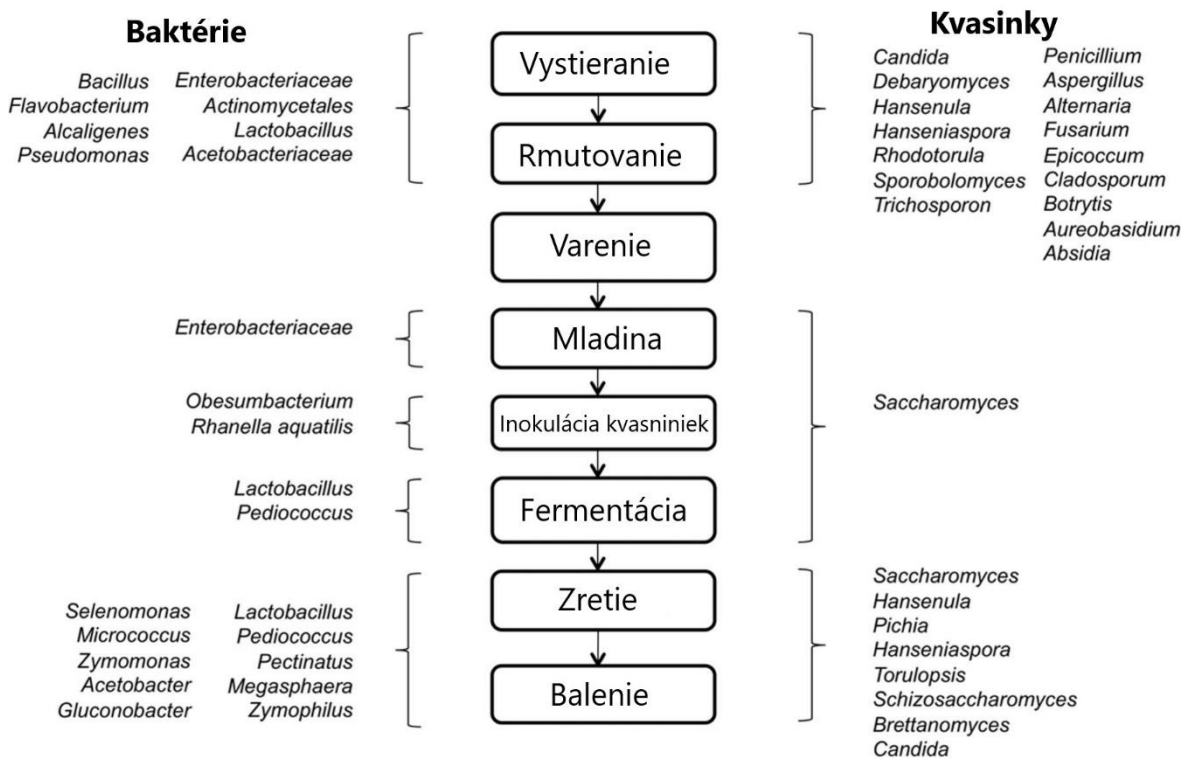 Baktérie
Kvasinky
Bacillus
Flavobacterium
Alcaligenes
Pseudomonas
Enterobacteriaceae
Actinomycetales
Lactobacillus
Acetobacteriaceae
Vystieranie
Rmutovanie
Candida
Debaryomyces
Hansenula
Hanseniaspora
Rhodotorula
Sporobolomyces
Trichosporon
Penicillium
Aspergillus
Alternaria
Fusarium
Epicoccum
Cladosporum
Botrytis
Aureobasidium
Absidia
Varenie
Enterobacteriaceae
Mladina
Obesumbacterium
Rhanella aquatilis
Inokulácia kvasniniek
Saccharomyces
Lactobacillus
Pediococcus
Fermentácia
Selenomonas
Micrococcus
Zymomonas
Acetobacter
Gluconobacter
Lactobacillus
Pediococcus
Pectinatus
Megasphaera
Zymophilus
Zretie
Balenie
Saccharomyces
Hansenula
Pichia
Hanseniaspora
Torulopsis
Schizosaccharomyces
Brettanomyces
Candida